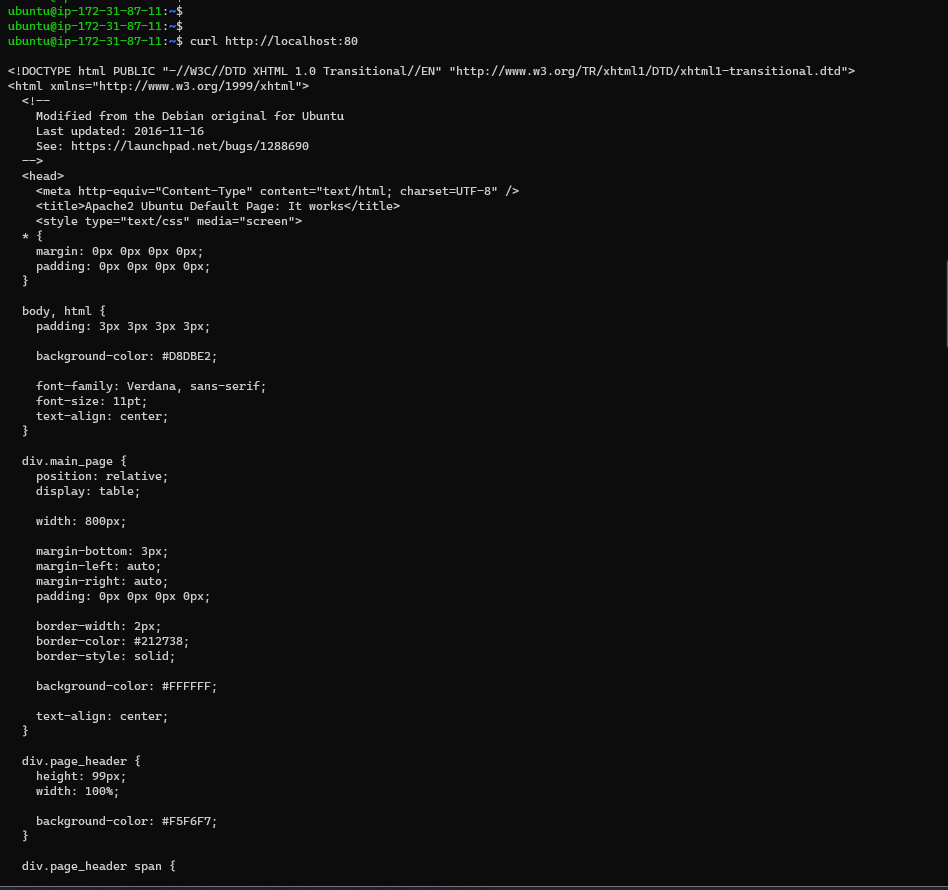 ubuntu@ip-172-31-87-11:~$
ubuntu@ip-172-31-87-11:~$
ubuntu@ip-172-31-87-11:~$ curl http://localhost:80

<!DOCTYPE html PUBLIC "-//W3C//DTD XHTML 1.0 Transitional//EN" "http://www.w3.org/TR/xhtml1/DTD/xhtml1-transitional.dtd">
<html xmlns="http://www.w3.org/1999/xhtml">
  <!--
    Modified from the Debian original for Ubuntu
    Last updated: 2016-11-16
    See: https://launchpad.net/bugs/1288690
  -->
  <head>
    <meta http-equiv="Content-Type" content="text/html; charset=UTF-8" />
    <title>Apache2 Ubuntu Default Page: It works</title>
    <style type="text/css" media="screen">
  * {
    margin: 0px 0px 0px 0px;
    padding: 0px 0px 0px 0px;
  }

  body, html {
    padding: 3px 3px 3px 3px;

    background-color: #D8DBE2;

    font-family: Verdana, sans-serif;
    font-size: 11pt;
    text-align: center;
  }

  div.main_page {
    position: relative;
    display: table;

    width: 800px;

    margin-bottom: 3px;
    margin-left: auto;
    margin-right: auto;
    padding: 0px 0px 0px 0px;

    border-width: 2px;
    border-color: #212738;
    border-style: solid;

    background-color: #FFFFFF;

    text-align: center;
  }

  div.page_header {
    height: 99px;
    width: 100%;

    background-color: #F5F6F7;
  }

  div.page_header span {